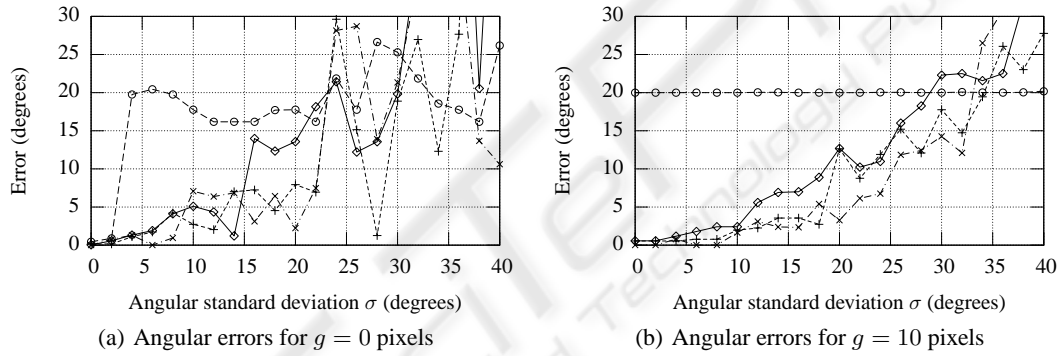 30
25
20
15
10
5
0
Error (degrees)
0 5 10 15 20 25 30 35 40
Angular standard deviation σ (degrees)
(a) Angular errors for g = 0 pixels
30
25
20
15
10
5
0
Error (degrees)
0 5 10 15 20 25 30 35 40
Angular standard deviation σ (degrees)
(b) Angular errors for g = 10 pixels
Technology Pu